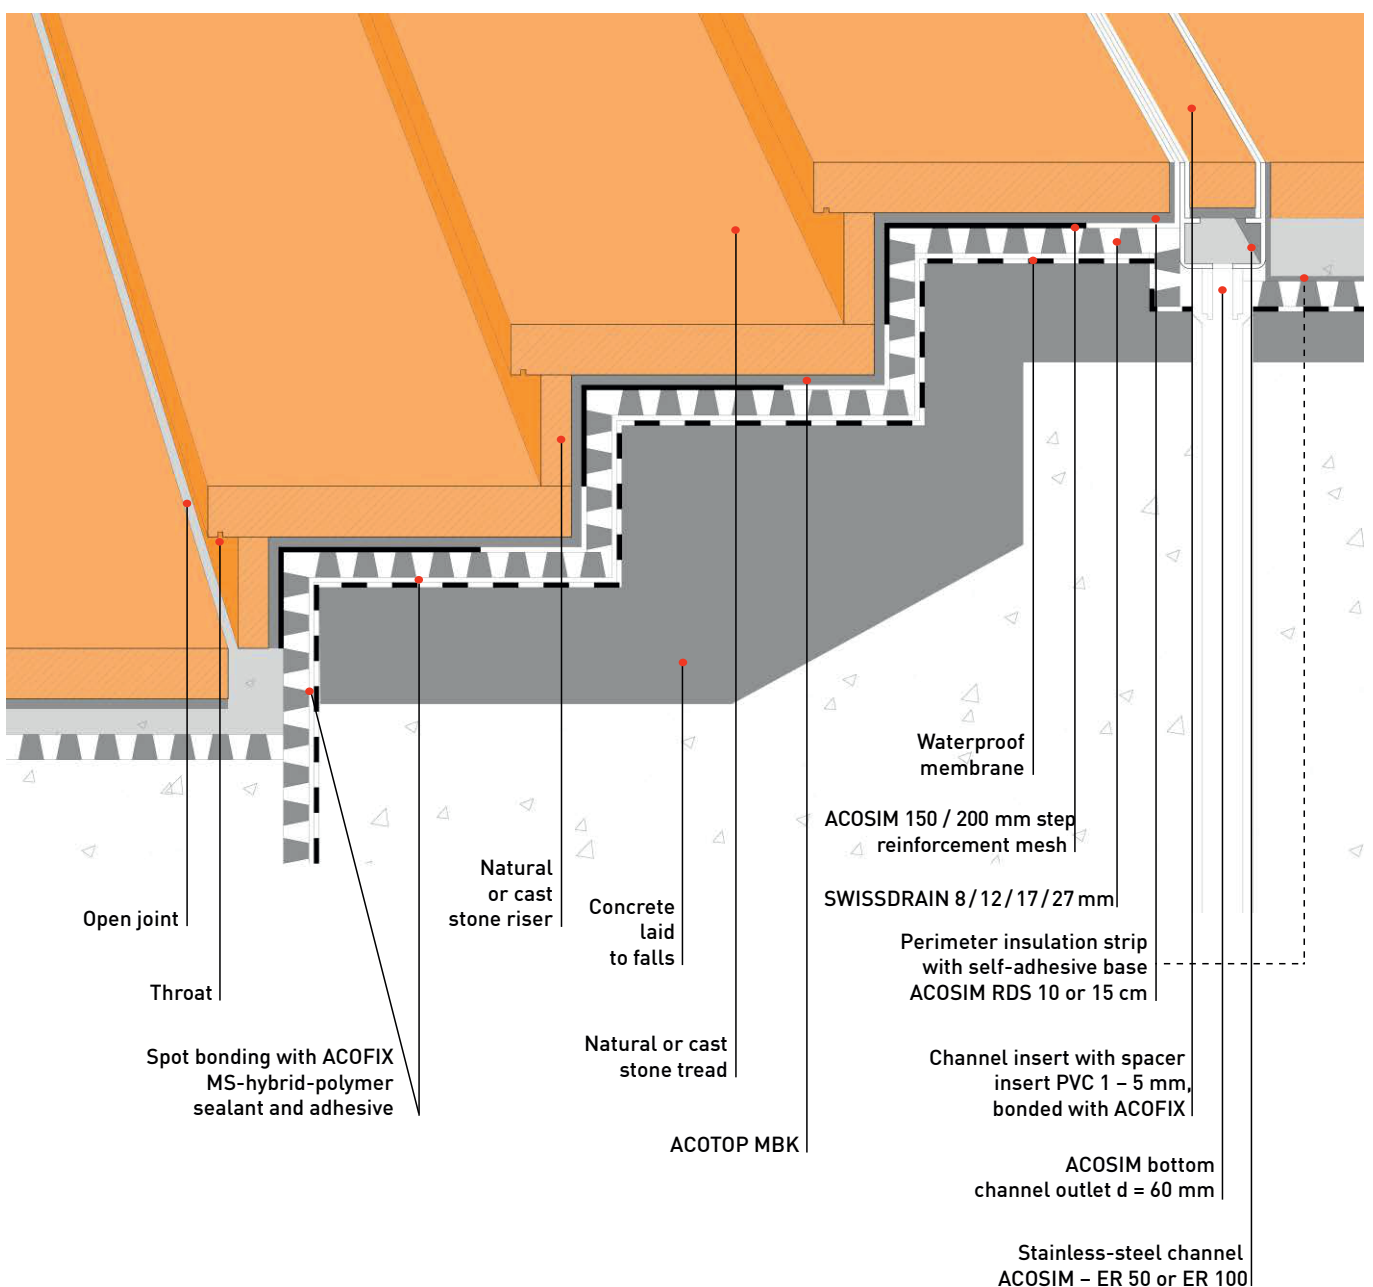 Waterproof
membrane
ACOSIM 150 / 200 mm step
reinforcement mesh
Natural
or cast
stone riser
SWISSDRAIN 8/12/17/27 mm
Concrete
laid
to falls
Open joint
Perimeter insulation strip
with self-adhesive base
ACOSIM RDS 10 or 15 cm
Throat
Spot bonding with ACOFIX
MS-hybrid-polymer
sealant and adhesive
Natural or cast
stone tread
Channel insert with spacer
insert PVC 1 – 5 mm,
bonded with ACOFIX
ACOTOP MBK
ACOSIM bottom
channel outlet d = 60 mm
Stainless-steel channel
ACOSIM – ER 50 or ER 100